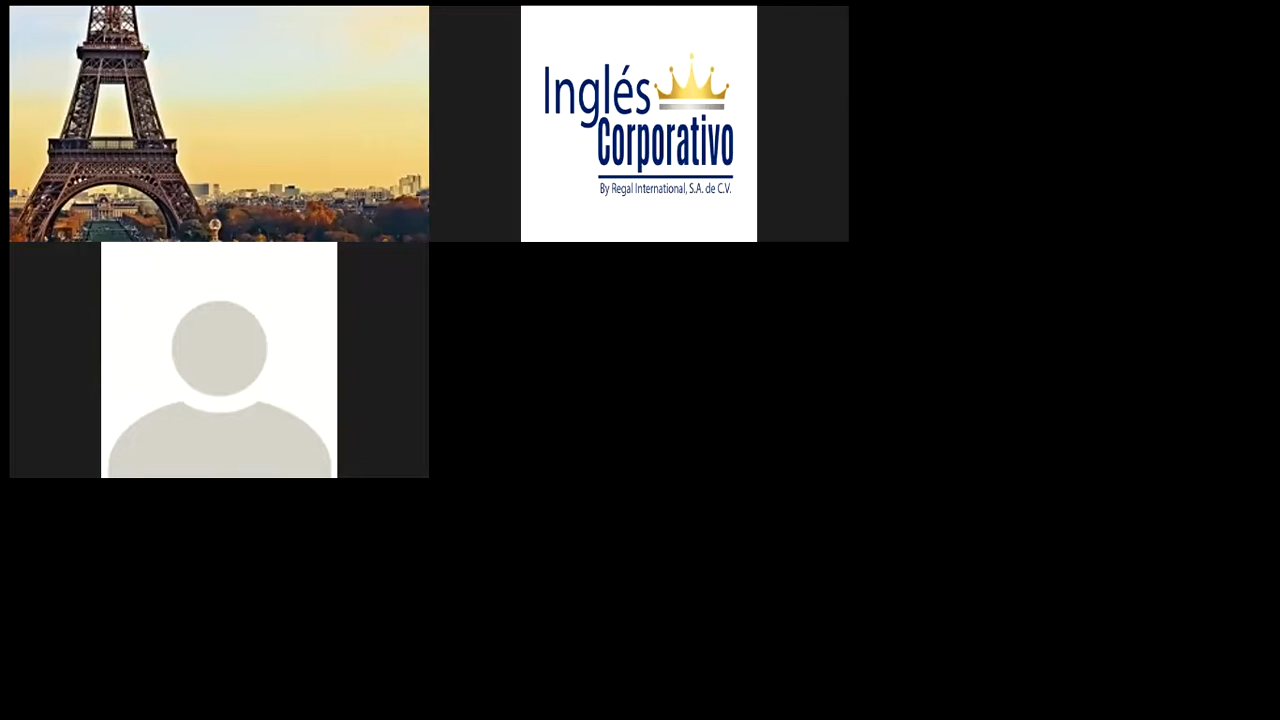 Inglés
Corporativo
By Regal International, S.A. de C.V.